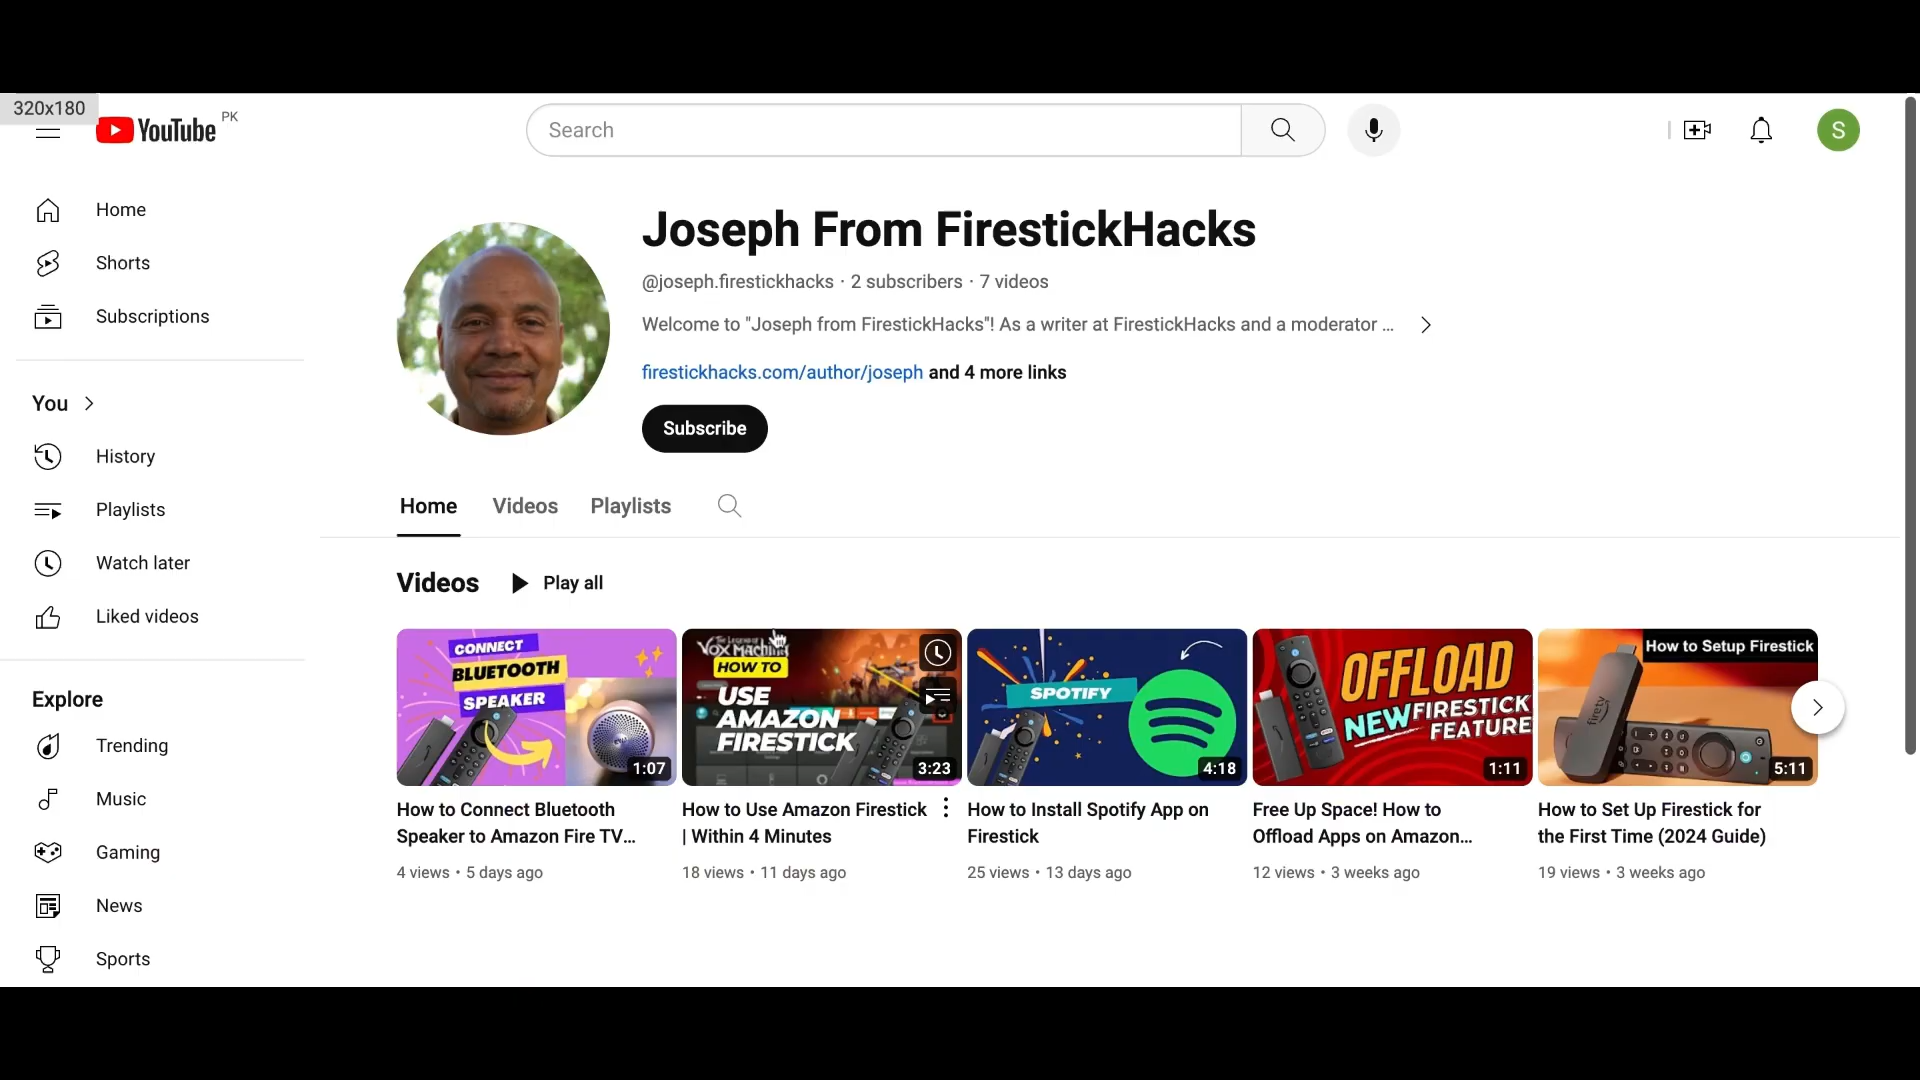 320x180
YouTube PK
Search
S
Home
Shorts
Subscriptions
You
History
Playlists
Watch later
Liked videos
Explore
Trending
Music
Gaming
News
Sports
Joseph From FirestickHacks
@joseph.firestickhacks · 2 subscribers · 7 videos
Welcome to "Joseph from FirestickHacks"! As a writer at FirestickHacks and a moderator ...
firestickhacks.com/author/joseph and 4 more links
Subscribe
Home Videos Playlists
Videos Play all
CONNECT
BLUETOOTH
SPEAKER
1:07
How to Connect Bluetooth
Speaker to Amazon Fire TV...
4 views • 5 days ago
The Legend of
VOX MACHINA
HOW TO
USE
AMAZON
FIRESTICK
3:23
How to Use Amazon Firestick
| Within 4 Minutes
18 views • 11 days ago
SPOTIFY
4:18
How to Install Spotify App on
Firestick
25 views • 13 days ago
OFFLOAD
NEW FIRESTICK
FEATURE
1:11
Free Up Space! How to
Offload Apps on Amazon...
12 views • 3 weeks ago
How to Setup Firestick
firetv
5:11
How to Set Up Firestick for
the First Time (2024 Guide)
19 views • 3 weeks ago